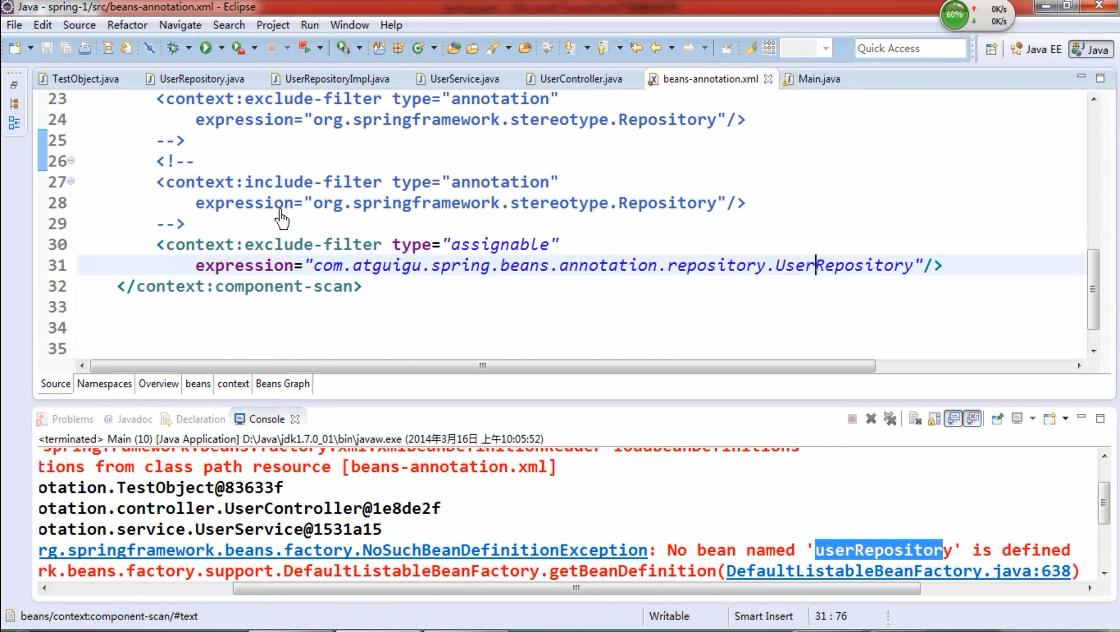 Java - spring-1/src/beans-annotation.xml - Eclipse
60%
0K/s
0K/s
File Edit Source Refactor Navigate Search Project Run Window Help
Quick Access
Java EE
Java
TestObject.java
UserRepository.java
UserRepositoryImpl.java
UserService.java
UserController.java
beans-annotation.xml
Main.java
23 <context:exclude-filter type="annotation"
24 expression="org.springframework.stereotype.Repository"/>
25 -->
26 <!--
27 <context:include-filter type="annotation"
28 expression="org.springframework.stereotype.Repository"/>
29 -->
30 <context:exclude-filter type="assignable"
31 expression="com.atguigu.spring.beans.annotation.repository.UserRepository"/>
32 </context:component-scan>
33
34
35
Source Namespaces Overview beans context Beans Graph
Problems @ Javadoc Declaration Console
<terminated> Main (10) [Java Application] D:\Java\jdk1.7.0_01\bin\javaw.exe (2014年3月16日 上午10:05:52)
springframework.beans.factory.xml.XmlBeanDefinitionReader loadBeanDefinitions
tions from class path resource [beans-annotation.xml]
otation.TestObject@83633f
otation.controller.UserController@1e8de2f
otation.service.UserService@1531a15
rg.springframework.beans.factory.NoSuchBeanDefinitionException: No bean named 'userRepository' is defined
rk.beans.factory.support.DefaultListableBeanFactory.getBeanDefinition(DefaultListableBeanFactory.java:638)
beans/context:component-scan/#text
Writable
Smart Insert
31 : 76